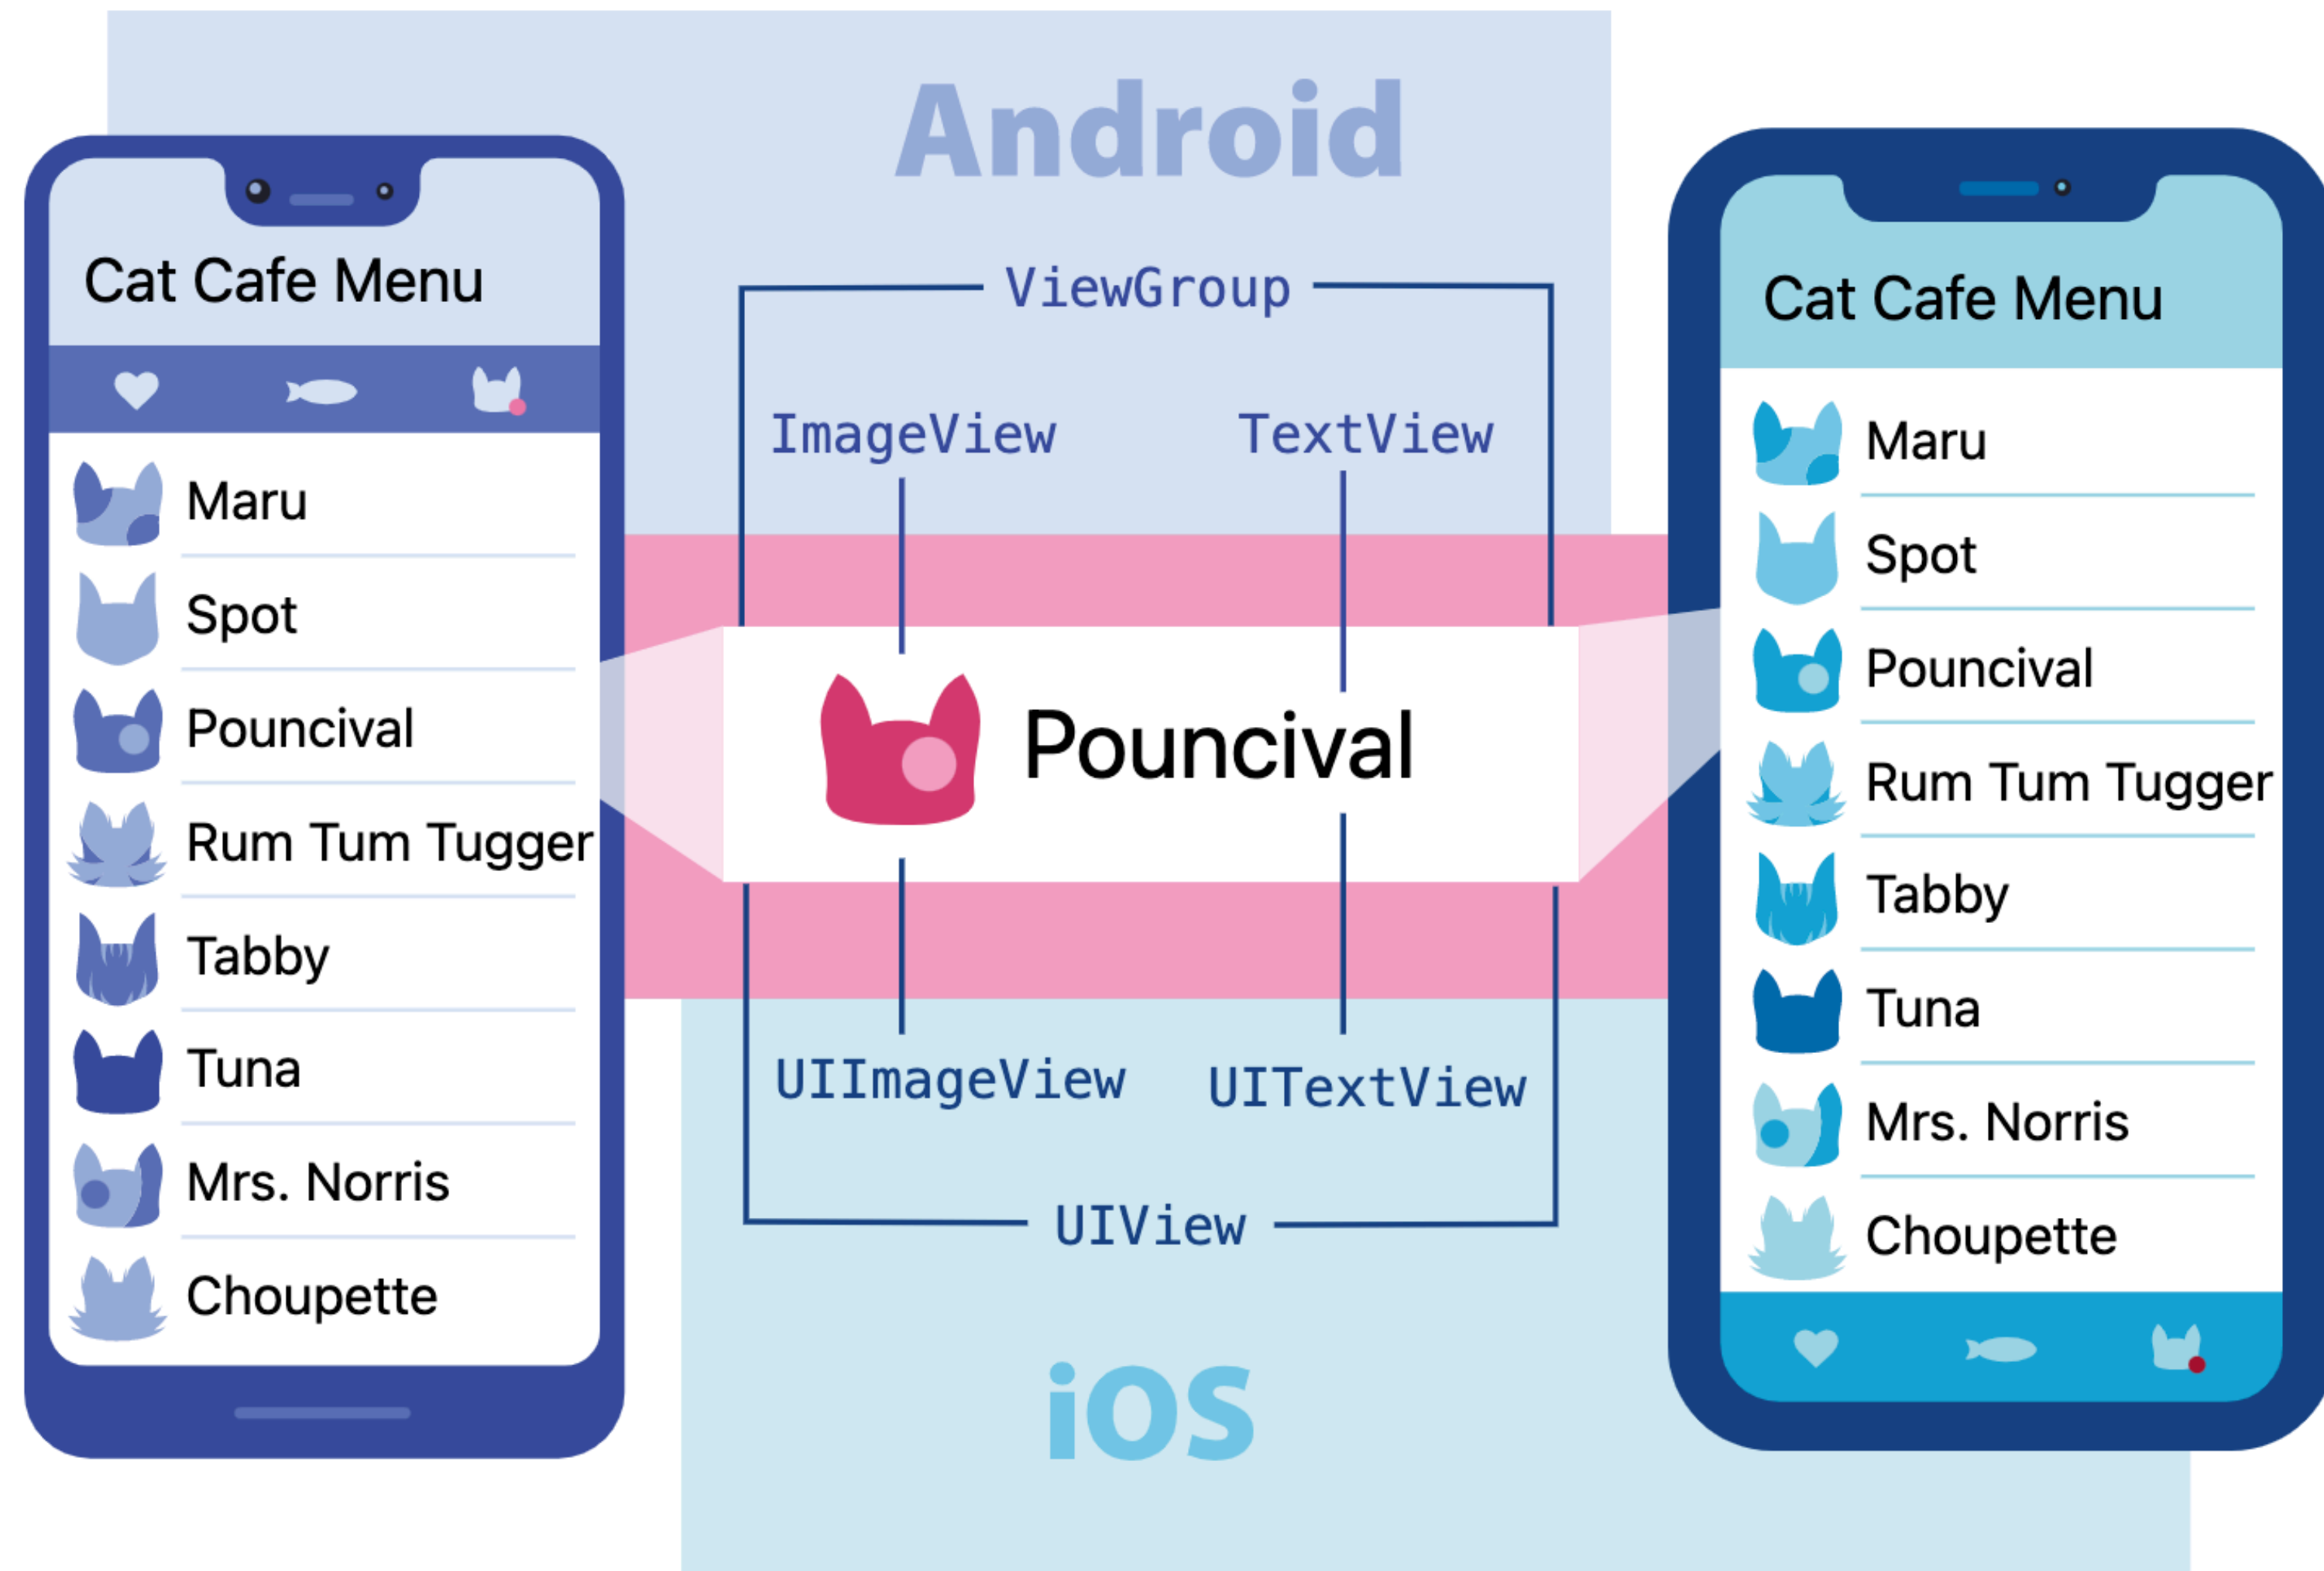 Android
Cat Cafe Menu
Maru
Spot
Pouncival
Rum Tum Tugger
Tabby
Tuna
Mrs. Norris
Choupette
ViewGroup
ImageView
TextView
Pouncival
UIImageView
UITextView
UIView
iOS
Cat Cafe Menu
Maru
Spot
Pouncival
Rum Tum Tugger
Tabby
Tuna
Mrs. Norris
Choupette